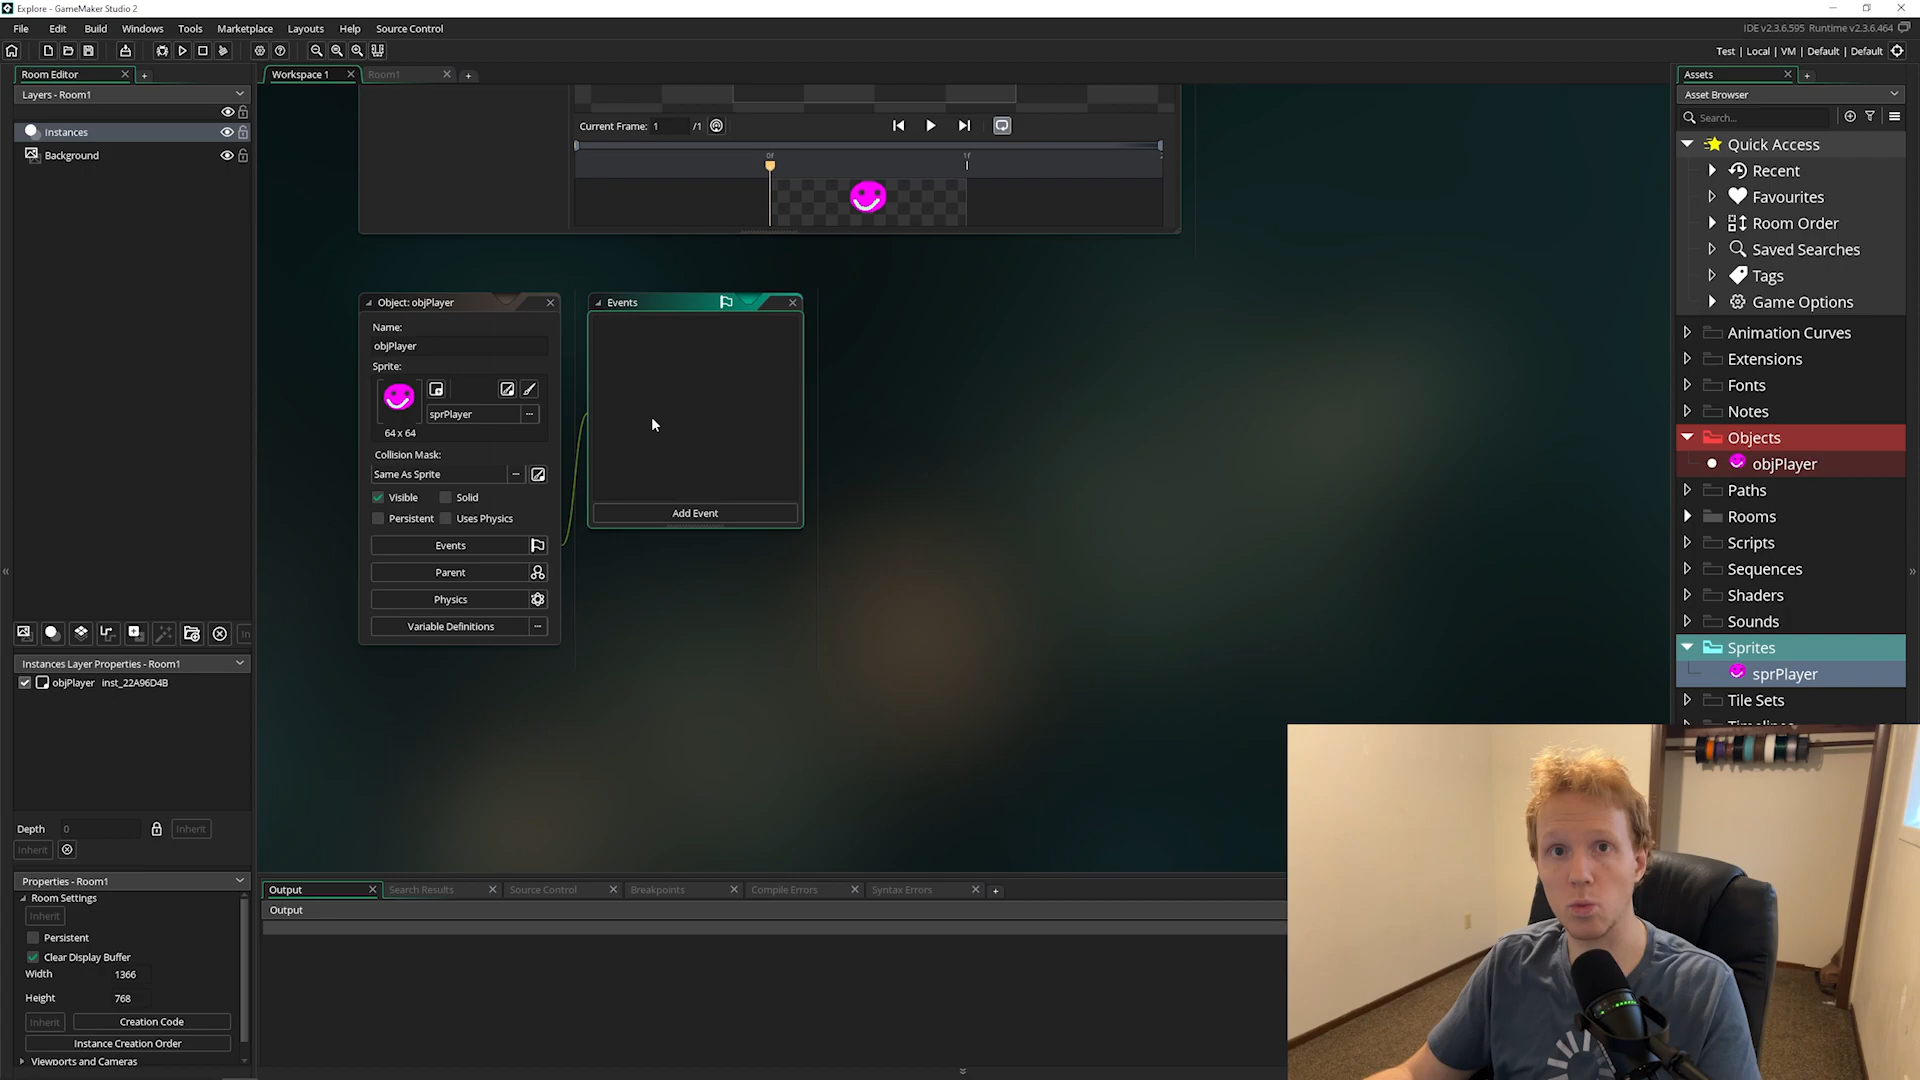 Explore - GameMaker Studio 2
File Edit Build Windows Tools Marketplace Layouts Help Source Control
IDE v2.3.6.595 Runtime v2.3.6.464
Test | Local | VM | Default | Default
Room Editor
Layers - Room1
Instances
Background
Workspace 1
Room1
Current Frame: 1 /1
0f
1f
Object: objPlayer
Name:
objPlayer
Sprite:
sprPlayer
64 x 64
Collision Mask:
Same As Sprite
Visible
Solid
Persistent
Uses Physics
Events
Parent
Physics
Variable Definitions
Events
Add Event
Assets
Asset Browser
Search...
Quick Access
Recent
Favourites
Room Order
Saved Searches
Tags
Game Options
Animation Curves
Extensions
Fonts
Notes
Objects
objPlayer
Paths
Rooms
Scripts
Sequences
Shaders
Sounds
Sprites
sprPlayer
Tile Sets
Instances Layer Properties - Room1
objPlayer inst_22A96D4B
Depth 0 Inherit
Inherit
Properties - Room1
Room Settings
Inherit
Persistent
Clear Display Buffer
Width 1366
Height 768
Inherit Creation Code
Instance Creation Order
Viewports and Cameras
Output Search Results Source Control Breakpoints Compile Errors Syntax Errors
Output